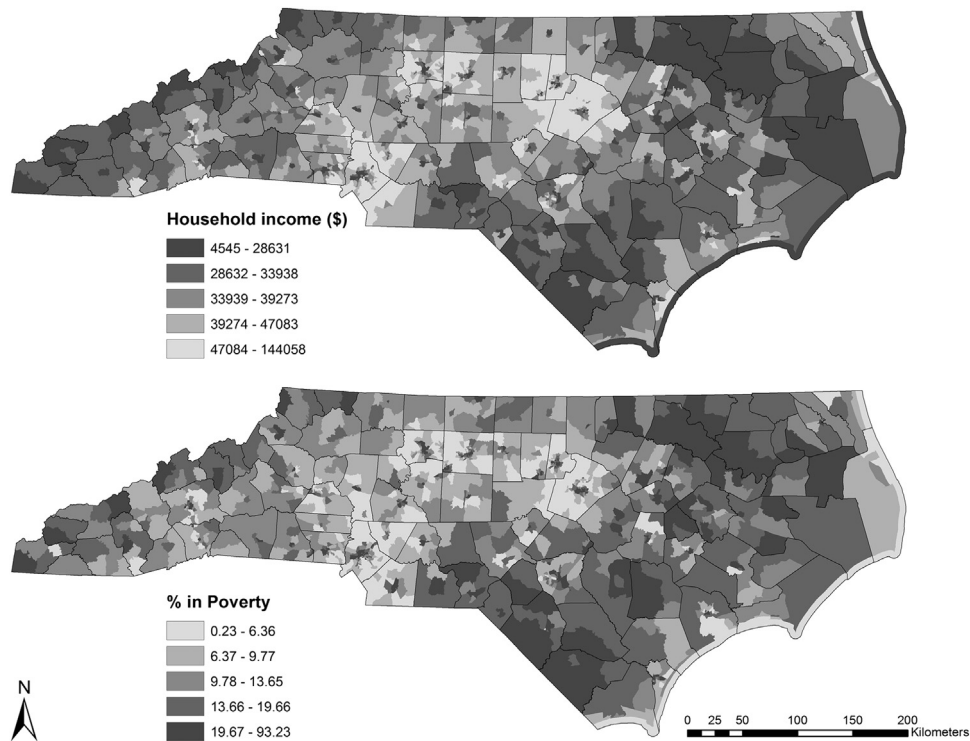 Household income ($)
4545 - 28631
28632 - 33938
33939 - 39273
39274 - 47083
47084 - 144058
% in Poverty
0.23 - 6.36
6.37 - 9.77
9.78 - 13.65
13.66 - 19.66
19.67 - 93.23
N
0 25 50 100 150 200
Kilometers